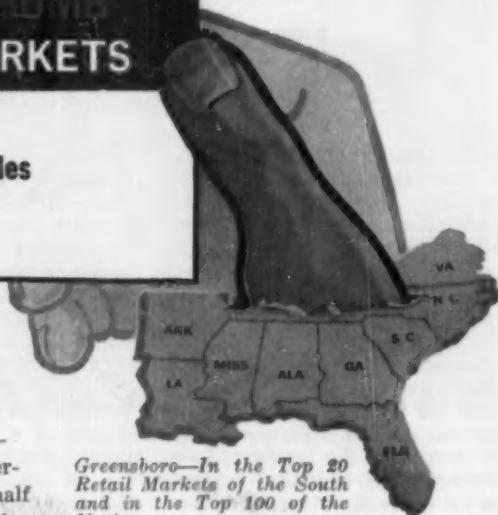 RKETS
les
VA
N C
ARK
S C
MISS
ALA
GA
LA
FLA
er-
half
Greensboro—In the Top 20
Retail Markets of the South
and in the Top 100 of the